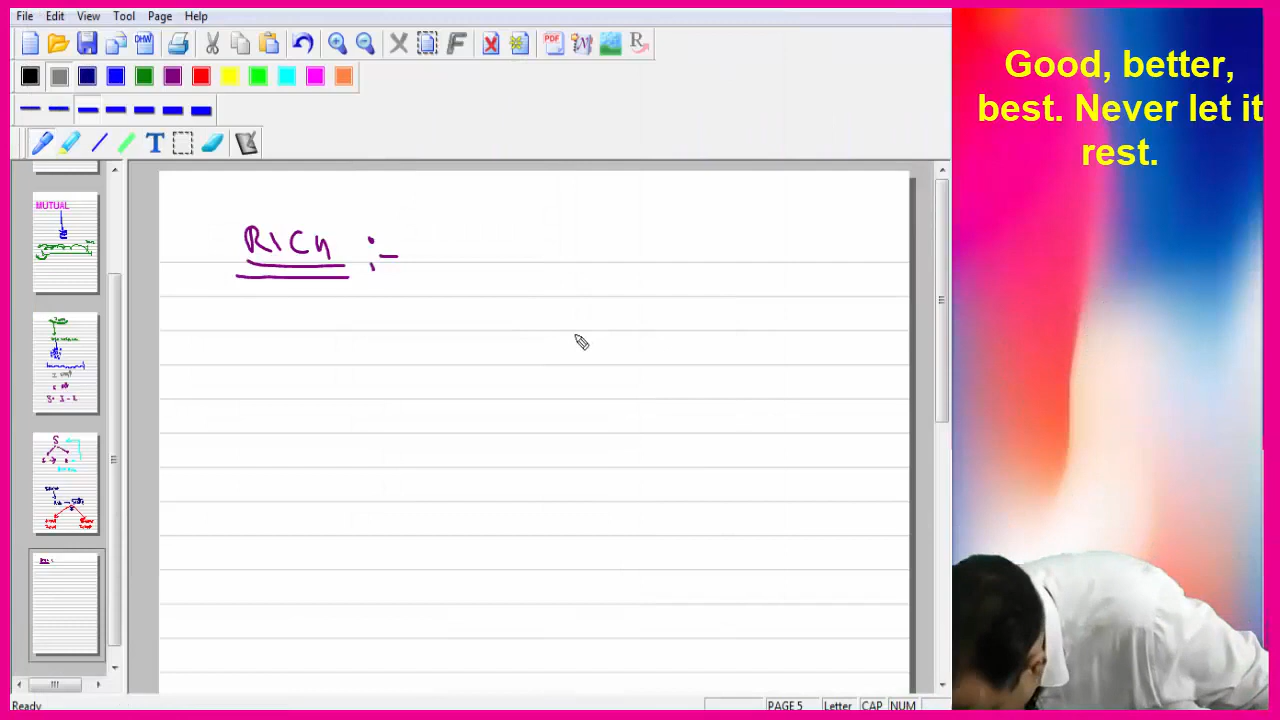 File Edit View Tool Page Help
Good, better,
best. Never let it
rest.
MUTUAL
RICH :-
Ready
PAGE 5 Letter CAP NUM